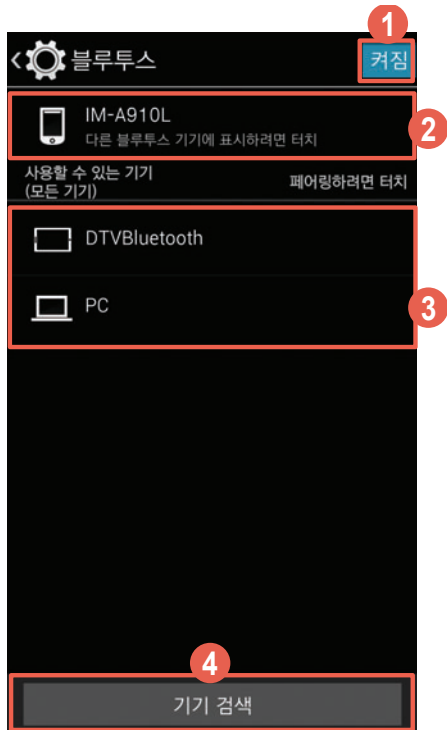 1
블루투스 켜짐
IM-A910L
다른 블루투스 기기에 표시하려면 터치
2
사용할 수 있는 기기
(모든 기기)
페어링하려면 터치
DTVBluetooth
PC
3
4
기기 검색